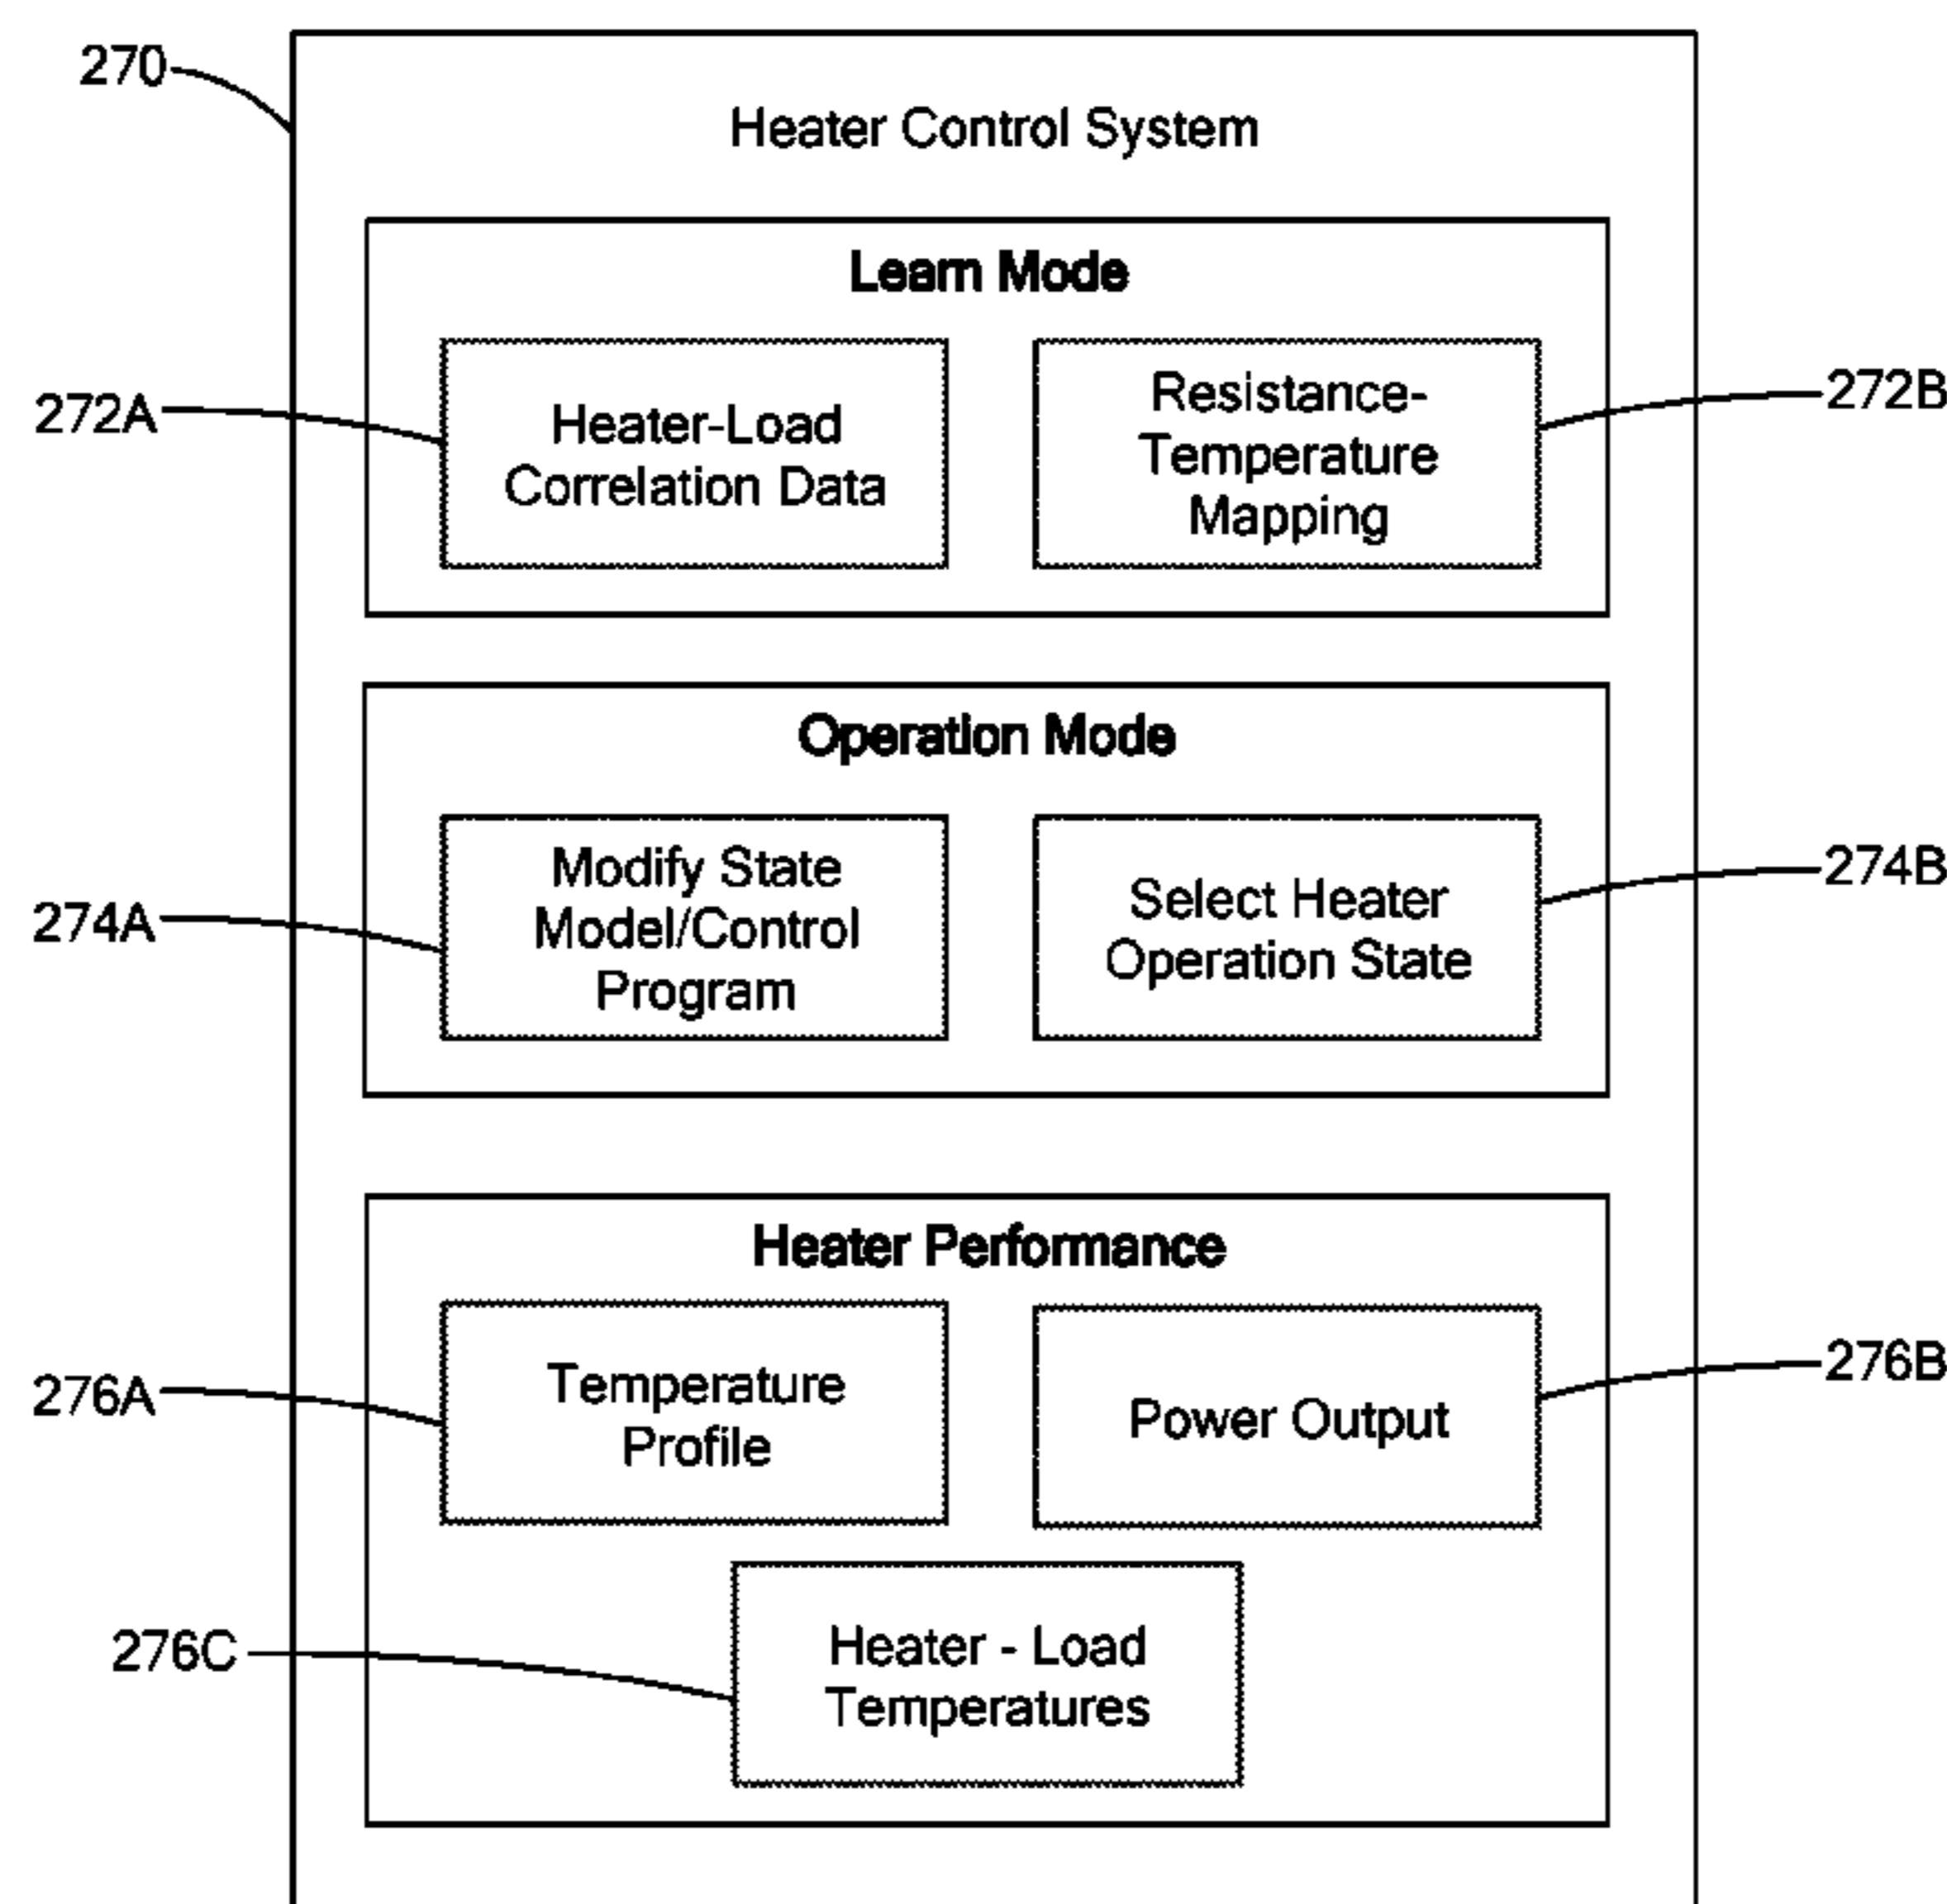 270
Heater Control System
Learn Mode
272A
Heater-Load
Correlation Data
Resistance-
Temperature
Mapping
272B
Operation Mode
274A
Modify State
Model/Control
Program
Select Heater
Operation State
274B
Heater Performance
276A
Temperature
Profile
Power Output
276B
276C
Heater - Load
Temperatures